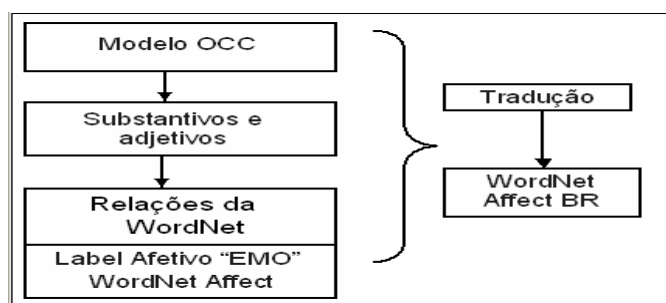 Modelo OCC
Substantivos e
adjetivos
Relações da
WordNet
Label Afetivo “EMO”
WordNet Affect
Tradução
WordNet
Affect BR